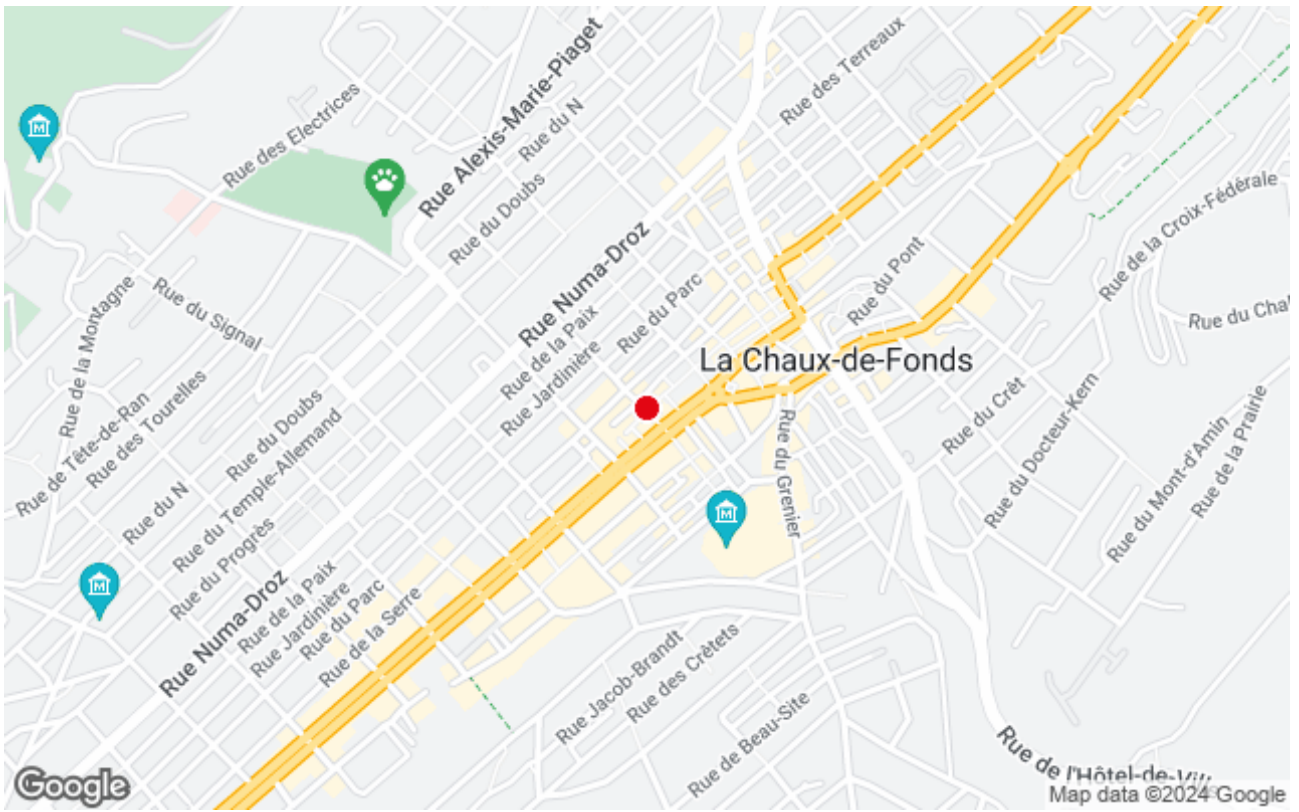 Rue des Terreaux
Rue Alexis-Marie-Piaget
Rue du N
Rue des Electrices
Rue du Doubs
Rue de la Croix-Fédérale
Rue Numa-Droz
Rue du Pont
Rue du Parc
Rue de la Montagne
Rue du Signal
Rue de la Paix
Rue du Chat
Rue Jardinière
La Chaux-de-Fonds
Rue de Tête-de-Ran
Rue des Tourelles
Rue du Doubs
Rue du Crêt
Rue du Temple-Allemand
Rue du Grenier
Rue du Docteur-Kern
Rue du Mont-d'Amin
Rue de la Prairie
Rue du N
Rue du Progrès
Rue Numa-Droz
Rue de la Paix
Rue Jardinière
Rue du Parc
Rue de la Serre
Rue Jacob-Brandt
Rue des Crêtets
Rue de Beau-Site
Rue de l'Hôtel-de-Vill
Google
Map data ©2024 Google